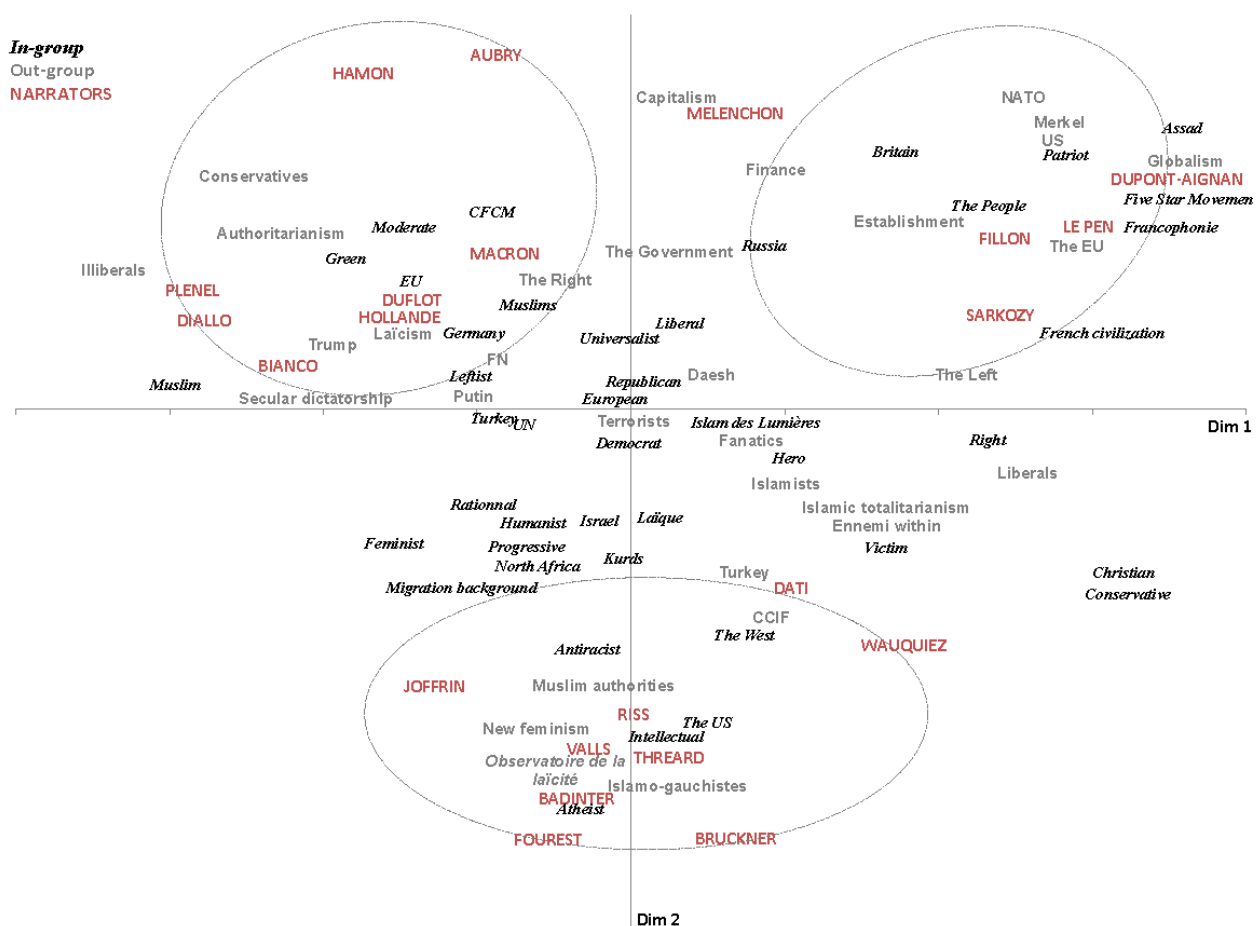 In-group
Out-group
NARRATORS
AUBRY
HAMON
Capitalism
MELENCHON
NATO
Merkel
US
Assad
Britain
Patriot
Globalism
Finance
DUPONT-AIGNAN
Conservatives
Five Star Movemen
The People
CFCM
Establishment
Moderate
LE PEN
Francophonie
Authoritarianism
FILLON
The EU
Russia
The Government
MACRON
Green
Illiberals
EU
The Right
PLENEL
DUFLOT
Muslims
HOLLANDE
SARKOZY
DIALLO
Liberal
Laïcism
Germany
French civilization
Universalist
Trump
FN
BIANCO
Leftist
Daesh
The Left
Muslim
Republican
Secular dictatorship
Putin
European
Turkey
UN
Terrorists
Islam des Lumières
Dim 1
Democrat
Fanatics
Right
Hero
Liberals
Islamists
Rationnal
Islamic totalitarianism
Humanist
Israel
Laïque
Ennemi within
Feminist
Progressive
Victim
Kurds
North Africa
Turkey
Christian
Migration background
DATI
Conservative
CCIF
The West
Antiracist
WAUQUIEZ
JOFFRIN
Muslim authorities
RISS
The US
New feminism
Intellectual
VALLS
THREARD
Observatoire de la
laïcité
Islamo-gauchistes
BADINTER
Atheist
FOUREST
BRUCKNER
Dim 2